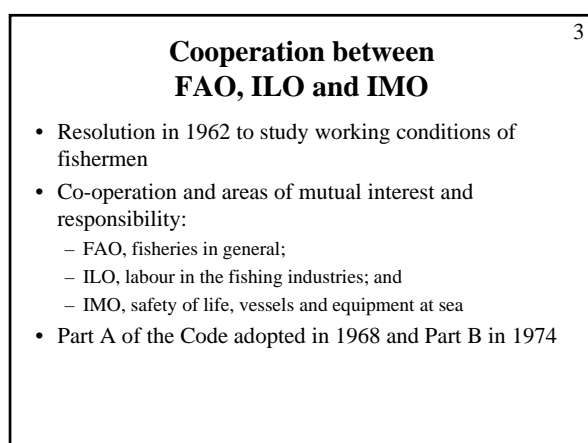 3
Cooperation between
FAO, ILO and IMO
• Resolution in 1962 to study working conditions of
fishermen
• Co-operation and areas of mutual interest and
responsibility:
– FAO, fisheries in general;
– ILO, labour in the fishing industries; and
– IMO, safety of life, vessels and equipment at sea
• Part A of the Code adopted in 1968 and Part B in 1974